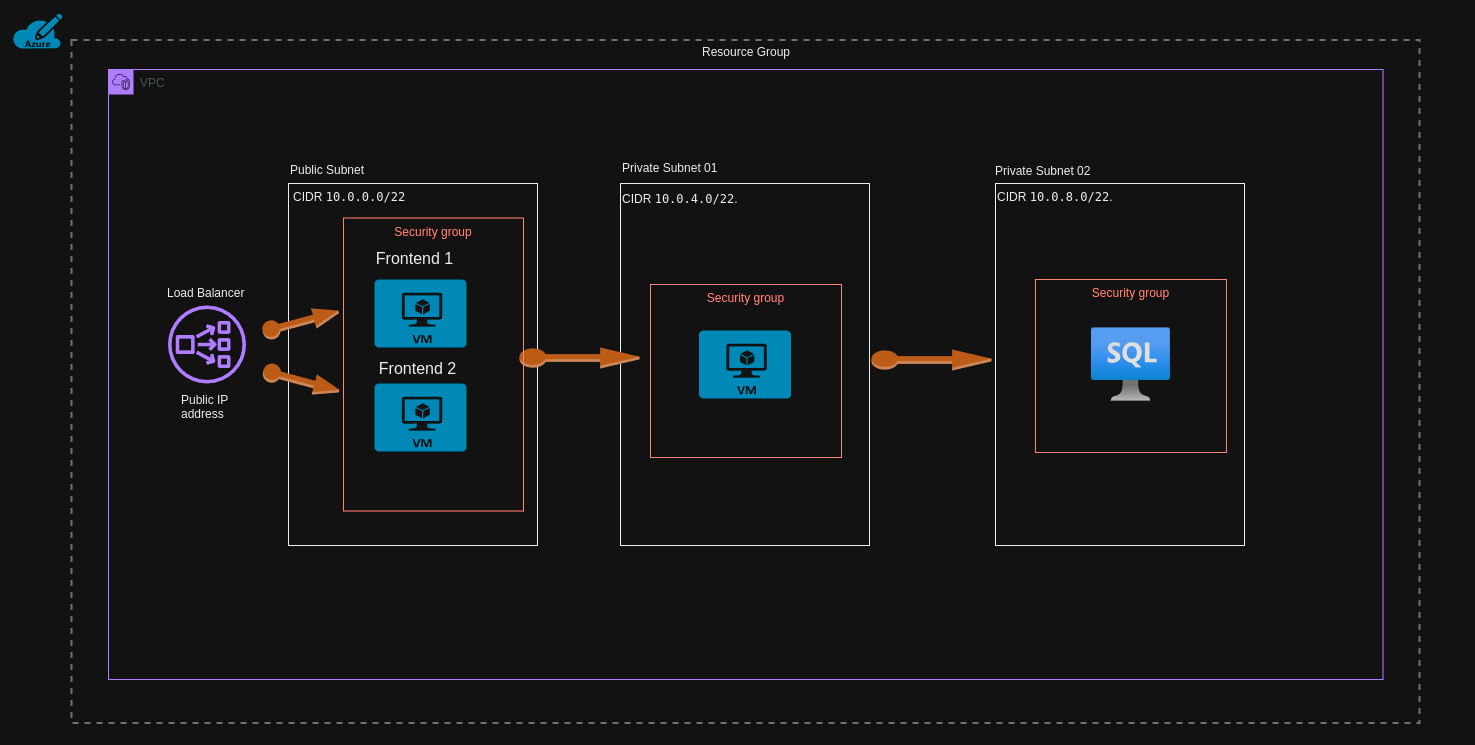 Azure
Resource Group
VPC
Public Subnet
CIDR 10.0.0.0/22
Security group
Frontend 1
VM
Frontend 2
VM
Load Balancer
Public IP
address
Private Subnet 01
CIDR 10.0.4.0/22.
Security group
VM
Private Subnet 02
CIDR 10.0.8.0/22.
Security group
SQL